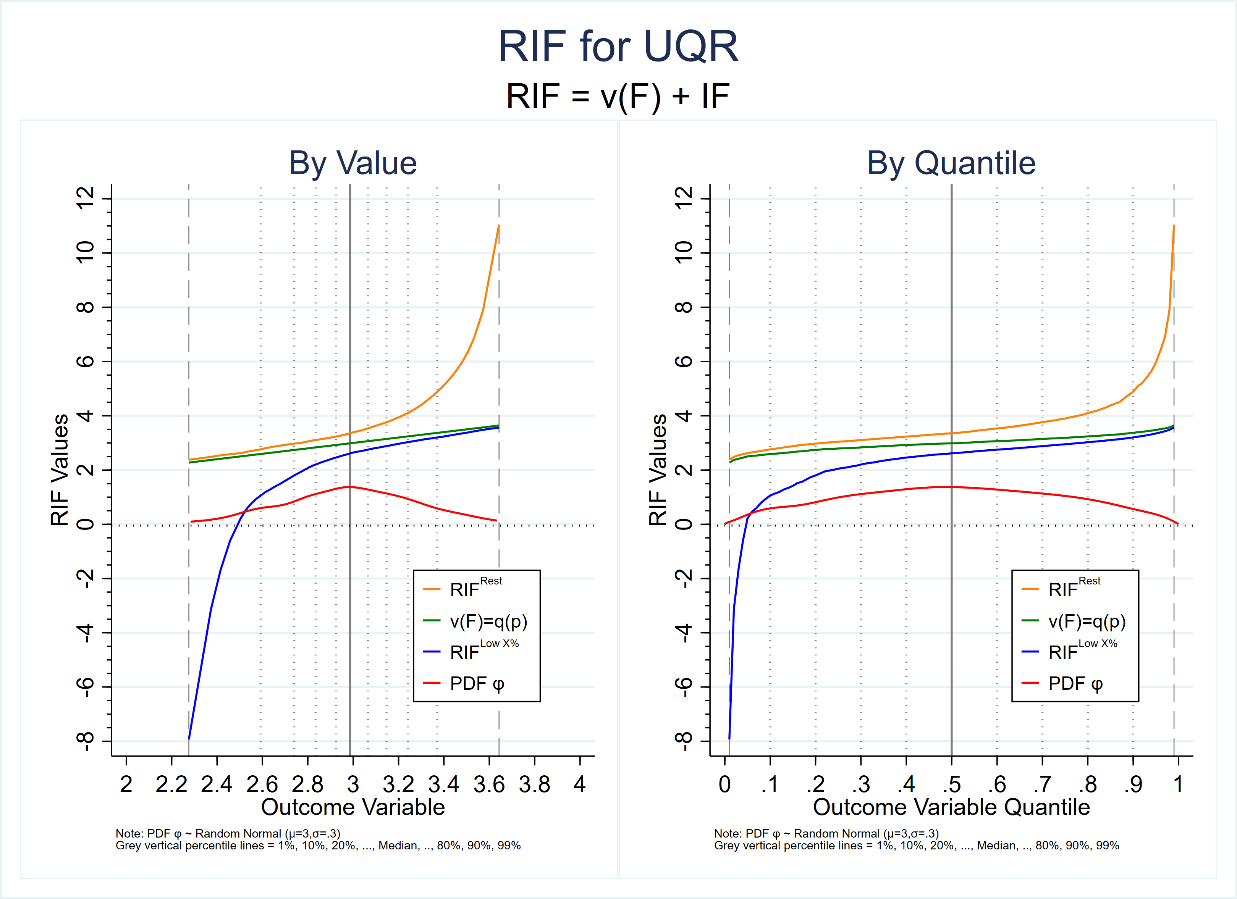 RIF for UQR
RIF = v(F) + IF
By Value
12
10
8
6
4
2
0
-2
-4
-6
-8
RIF Values
RIF^Rest
v(F)=q(p)
RIF^Low X%
PDF φ
2 2.2 2.4 2.6 2.8 3 3.2 3.4 3.6 3.8 4
Outcome Variable
Note: PDF φ ~ Random Normal (μ=3,σ=.3)
Grey vertical percentile lines = 1%, 10%, 20%, ..., Median, .., 80%, 90%, 99%
By Quantile
12
10
8
6
4
2
0
-2
-4
-6
-8
RIF Values
RIF^Rest
v(F)=q(p)
RIF^Low X%
PDF φ
0 .1 .2 .3 .4 .5 .6 .7 .8 .9 1
Outcome Variable Quantile
Note: PDF φ ~ Random Normal (μ=3,σ=.3)
Grey vertical percentile lines = 1%, 10%, 20%, ..., Median, .., 80%, 90%, 99%